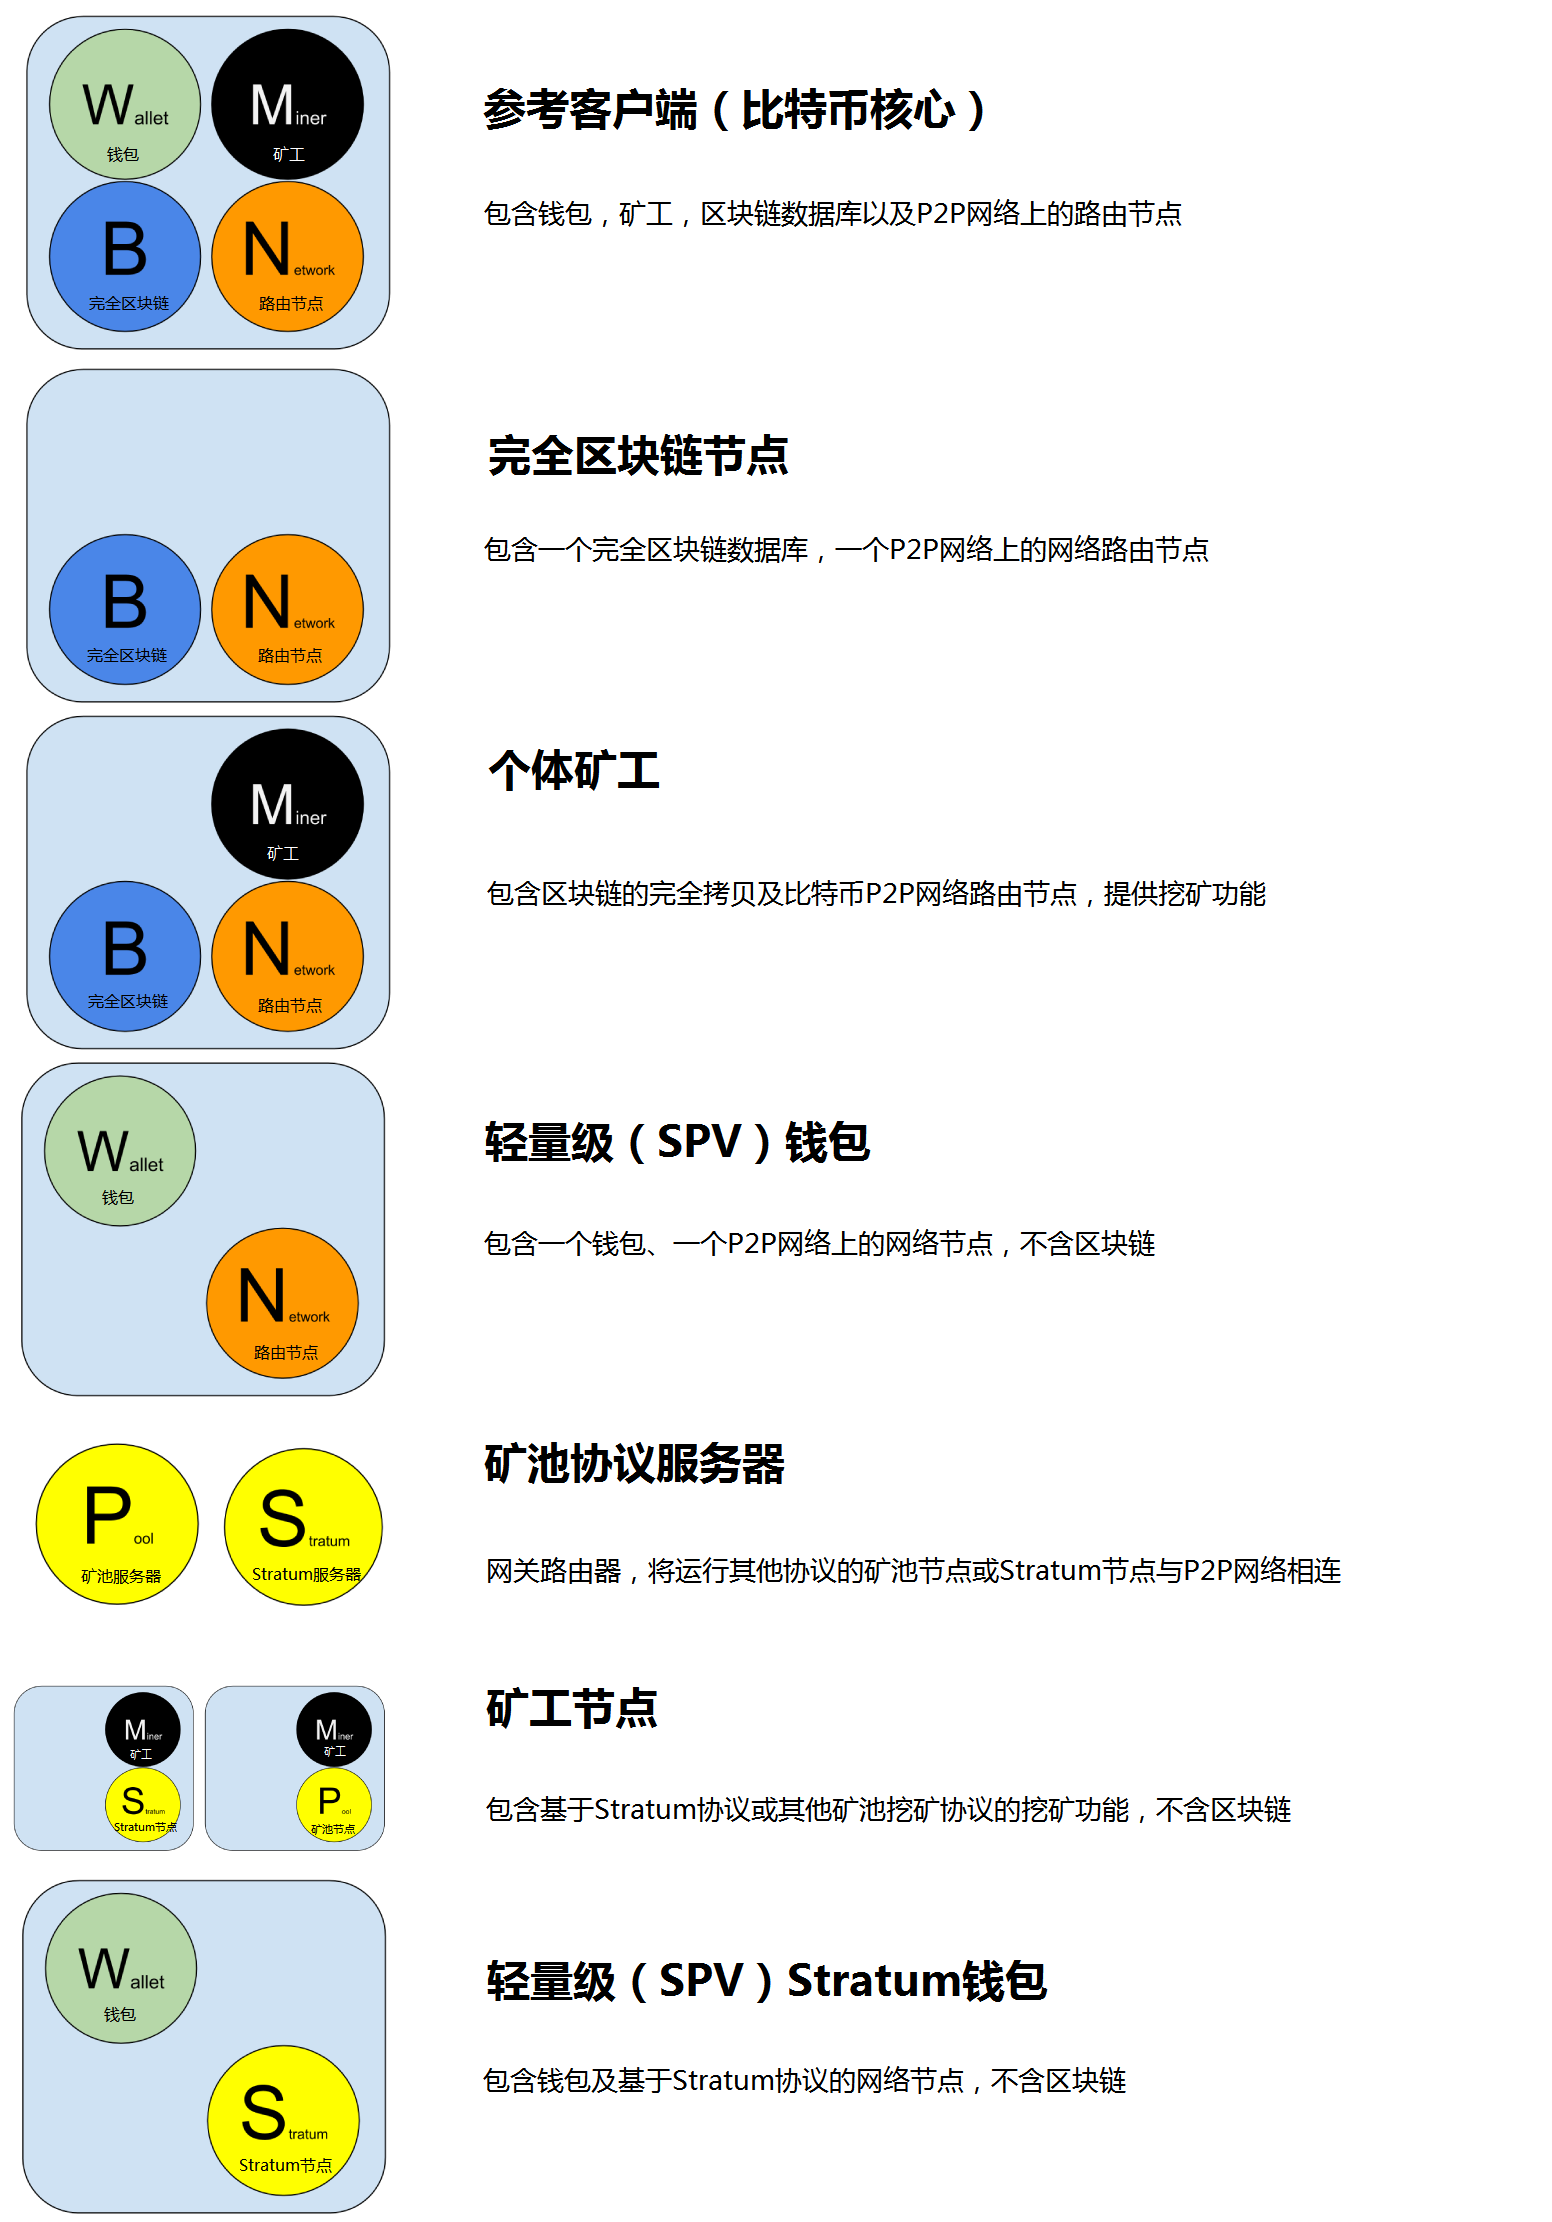 Wallet
钱包
Miner
矿工
B
完全区块链
Network
路由节点
参考客户端（比特币核心）
包含钱包，矿工，区块链数据库以及P2P网络上的路由节点
B
完全区块链
Network
路由节点
完全区块链节点
包含一个完全区块链数据库，一个P2P网络上的网络路由节点
Miner
矿工
B
完全区块链
Network
路由节点
个体矿工
包含区块链的完全拷贝及比特币P2P网络路由节点，提供挖矿功能
Wallet
钱包
Network
路由节点
轻量级（SPV）钱包
包含一个钱包、一个P2P网络上的网络节点，不含区块链
Pool
矿池服务器
Stratum
Stratum服务器
矿池协议服务器
网关路由器，将运行其他协议的矿池节点或Stratum节点与P2P网络相连
Miner
矿工
Stratum
Stratum节点
Miner
矿工
Pool
矿池节点
矿工节点
包含基于Stratum协议或其他矿池挖矿协议的挖矿功能，不含区块链
Wallet
钱包
Stratum
Stratum节点
轻量级（SPV）Stratum钱包
包含钱包及基于Stratum协议的网络节点，不含区块链